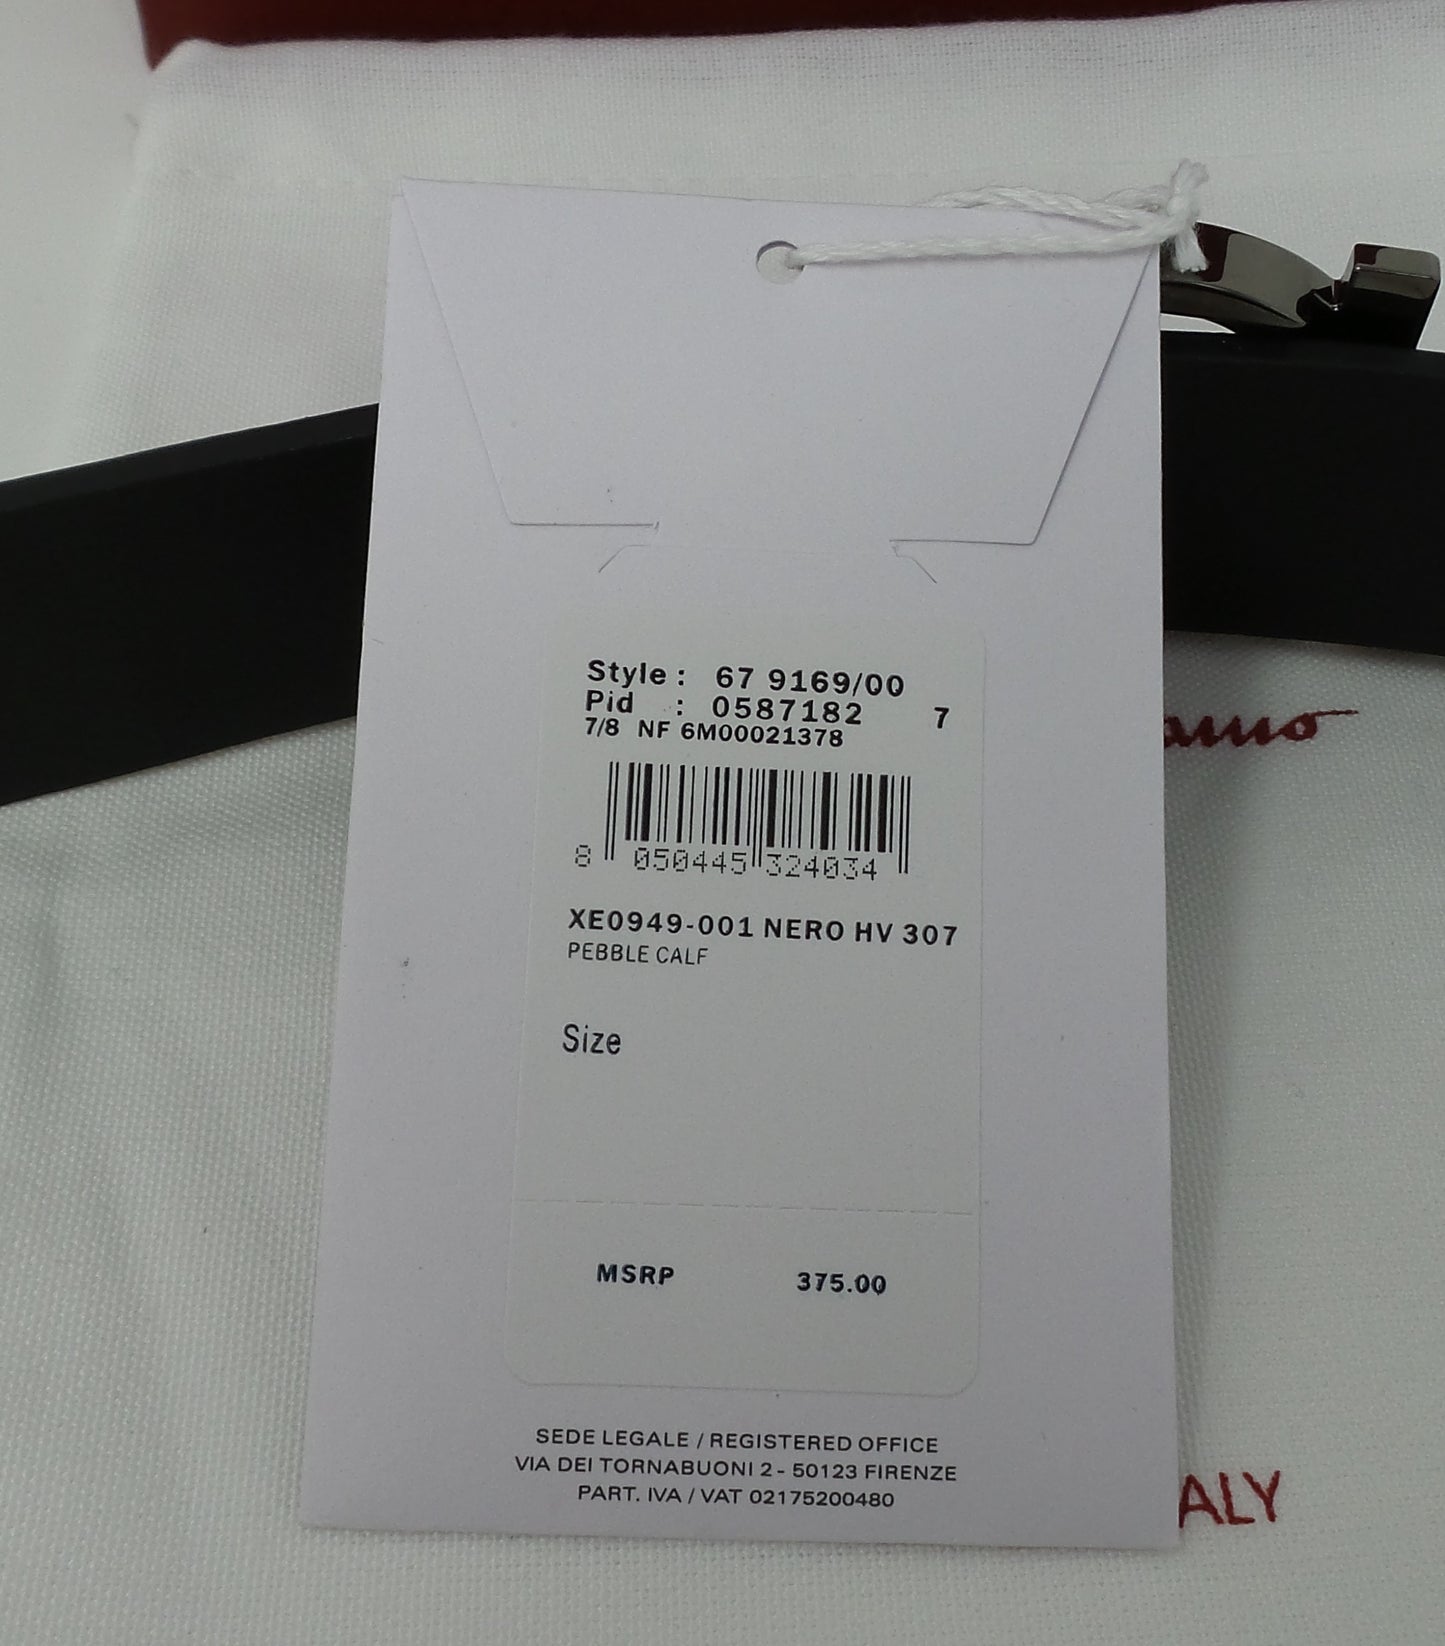 Style : 67 9169/00
Pid : 0587182 7
7/8 NF 6M00021378
8 050445 324034
XE0949-001 NERO HV 307
PEBBLE CALF
Size
MSRP 375.00
SEDE LEGALE / REGISTERED OFFICE
VIA DEI TORNABUONI 2 - 50123 FIRENZE
PART. IVA / VAT 02175200480
ALY